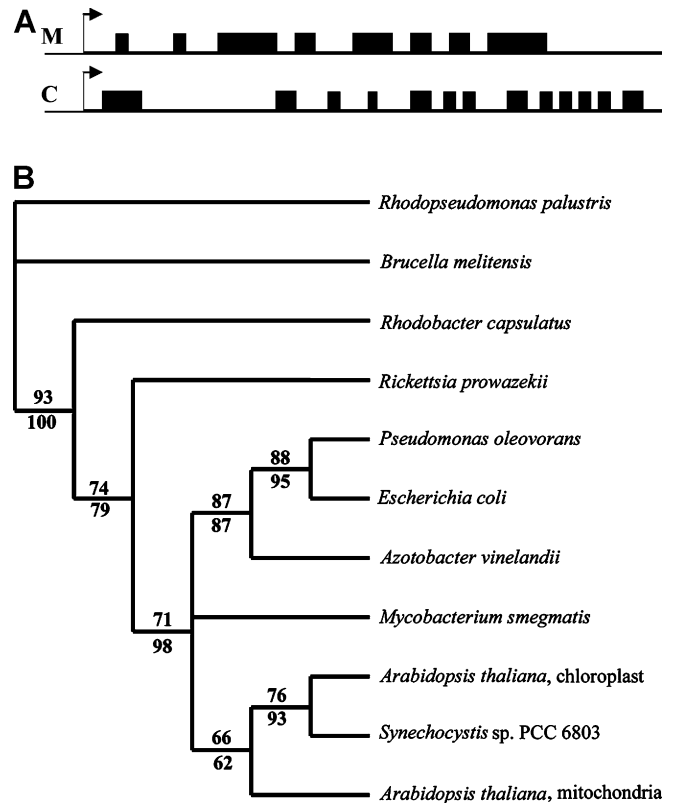 A
M
C
B
Rhodopseudomonas palustris
Brucella melitensis
Rhodobacter capsulatus
93
100
Rickettsia prowazekii
Pseudomonas oleovorans
88
95
74
79
Escherichia coli
87
87
Azotobacter vinelandii
Mycobacterium smegmatis
71
98
Arabidopsis thaliana, chloroplast
76
93
Synechocystis sp. PCC 6803
66
62
Arabidopsis thaliana, mitochondria